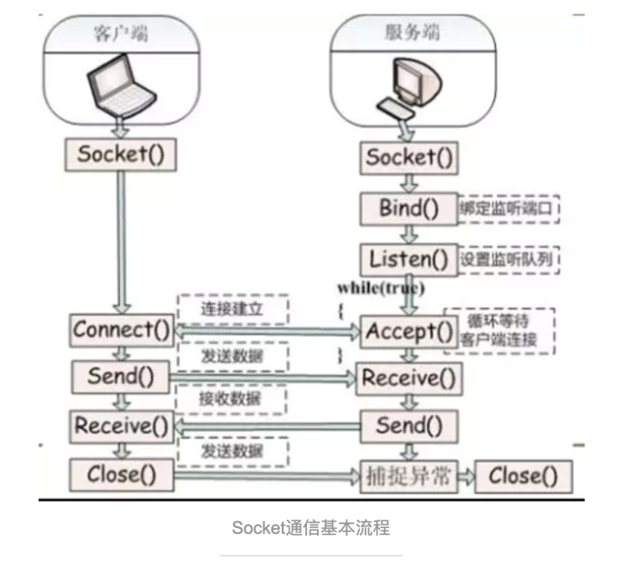 客户端
服务端
Socket()
Socket()
Bind()
绑定监听端口
Listen()
设置监听队列
while(true)
{
连接建立
Connect()
Accept()
循环等待
客户端连接
}
发送数据
Send()
Receive()
接收数据
Receive()
Send()
发送数据
Close()
捕捉异常
Close()
Socket通信基本流程